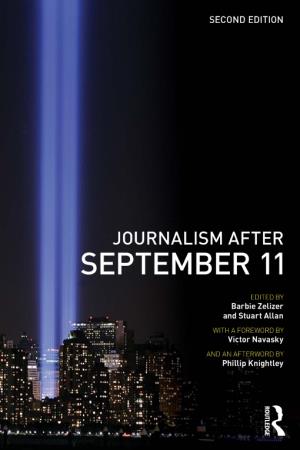 SECOND EDITION
JOURNALISM AFTER
SEPTEMBER 11
EDITED BY
Barbie Zelizer
and Stuart Allan
WITH A FOREWORD BY
Victor Navasky
AND AN AFTERWORD BY
Phillip Knightley
ROUTLEDGE